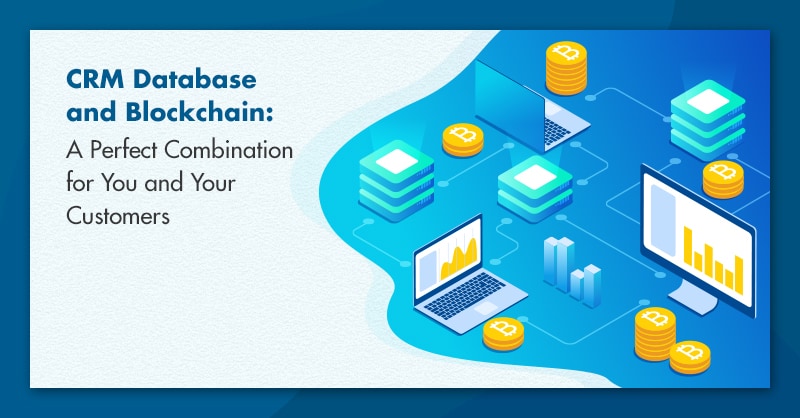 CRM Database
and Blockchain:
A Perfect Combination
for You and Your
Customers